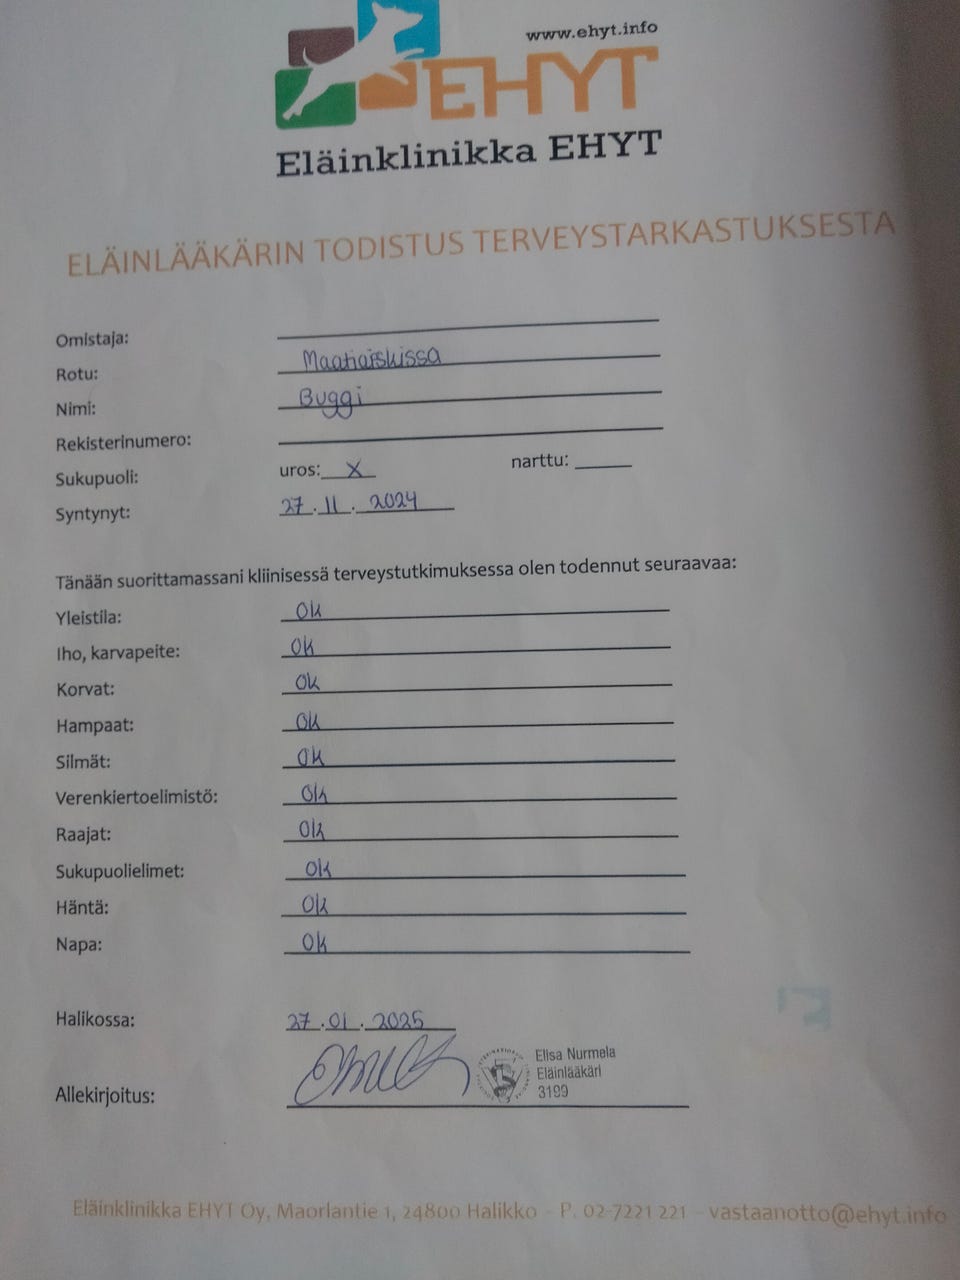 www.ehyt.info
EHYT
Eläinklinikka EHYT
ELÄINLÄÄKÄRIN TODISTUS TERVEYSTARKASTUKSESTA
Omistaja:
Rotu: Maatiaiskissa
Nimi: Buggi
Rekisterinumero:
Sukupuoli: uros: X narttu:
Syntynyt: 27.11.2024
Tänään suorittamassani kliinisessä terveystutkimuksessa olen todennut seuraavaa:
Yleistila: OK
Iho, karvapeite: OK
Korvat: OK
Hampaat: OK
Silmät: OK
Verenkiertoelimistö: OK
Raajat: OK
Sukupuolielimet: OK
Häntä: OK
Napa: OK
Halikossa: 27.01.2025
Elisa Nurmela
Eläinlääkäri
Allekirjoitus: 3199
Eläinklinikka EHYT Oy, Maorlantie 1, 24800 Halikko - P. 02-7221 221 - vastaanotto@ehyt.info